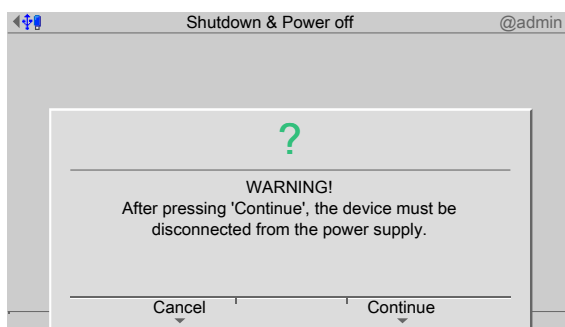 Shutdown & Power off @admin
?
WARNING!
After pressing 'Continue', the device must be
disconnected from the power supply.
Cancel Continue